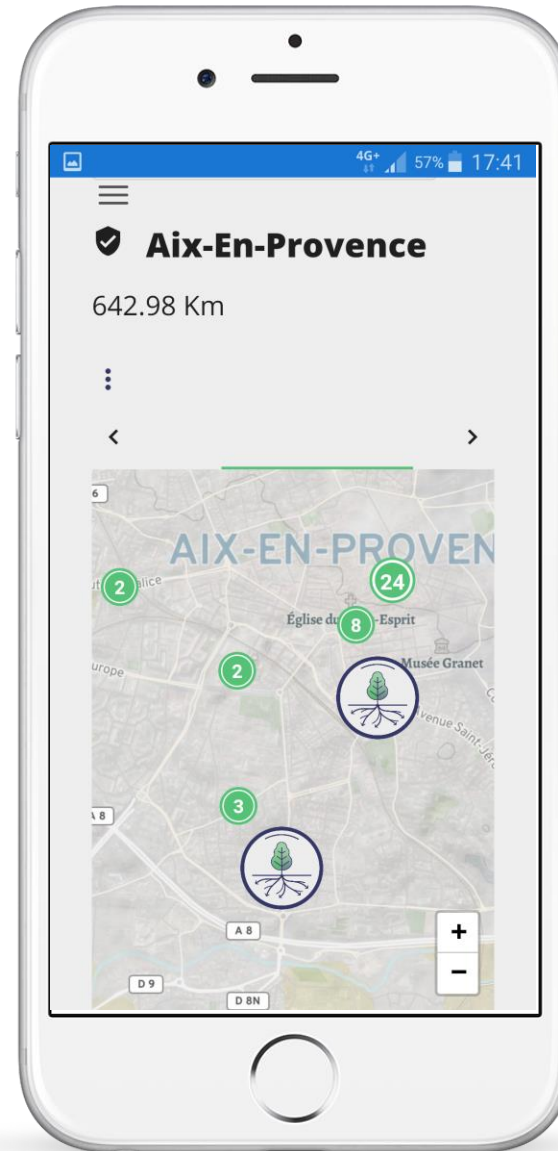 4G+ 57% 17:41
Aix-En-Provence
642.98 Km
6
AIX-EN-PROVEN
24
2
Église du -Esprit
8
2
Musée Granet
urope
venue Saint-Jér
3
A 8
A 8
+
D 9
−
D 8N